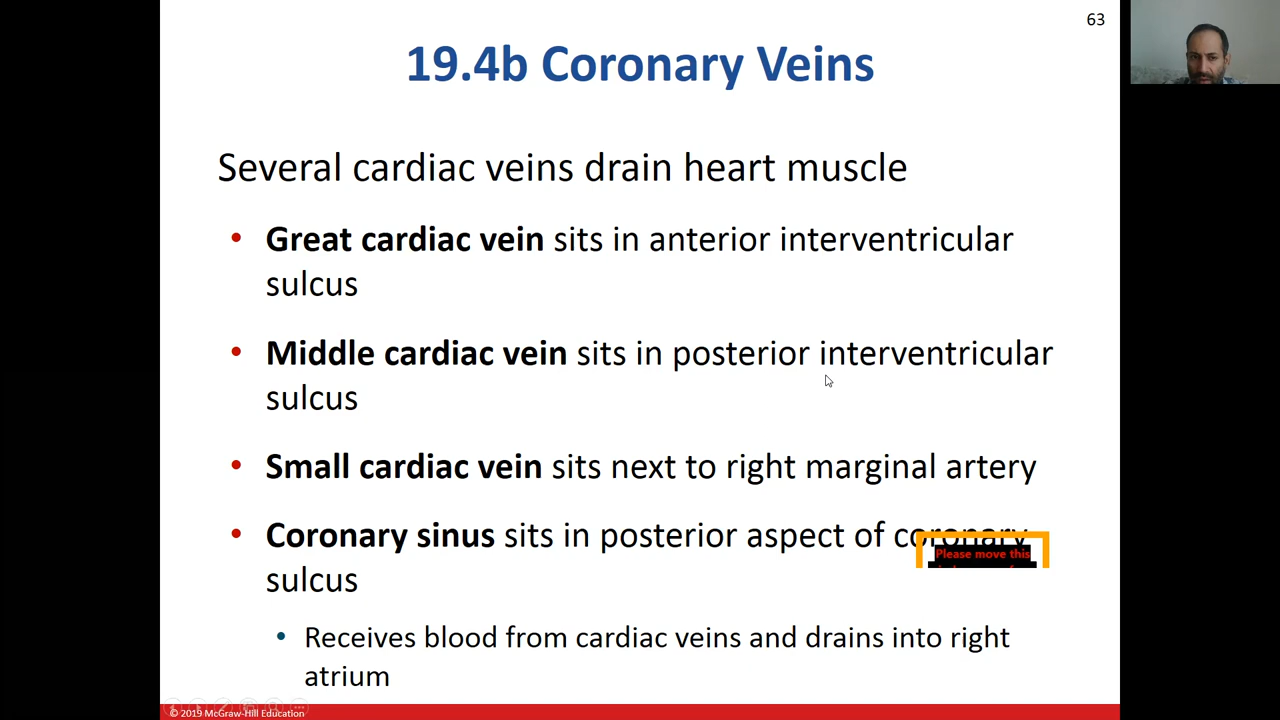 63
19.4b Coronary Veins
Several cardiac veins drain heart muscle
• Great cardiac vein sits in anterior interventricular
sulcus
• Middle cardiac vein sits in posterior interventricular
sulcus
• Small cardiac vein sits next to right marginal artery
• Coronary sinus sits in posterior aspect of coronary
Please move this
sulcus
• Receives blood from cardiac veins and drains into right
atrium
© 2019 McGraw-Hill Education